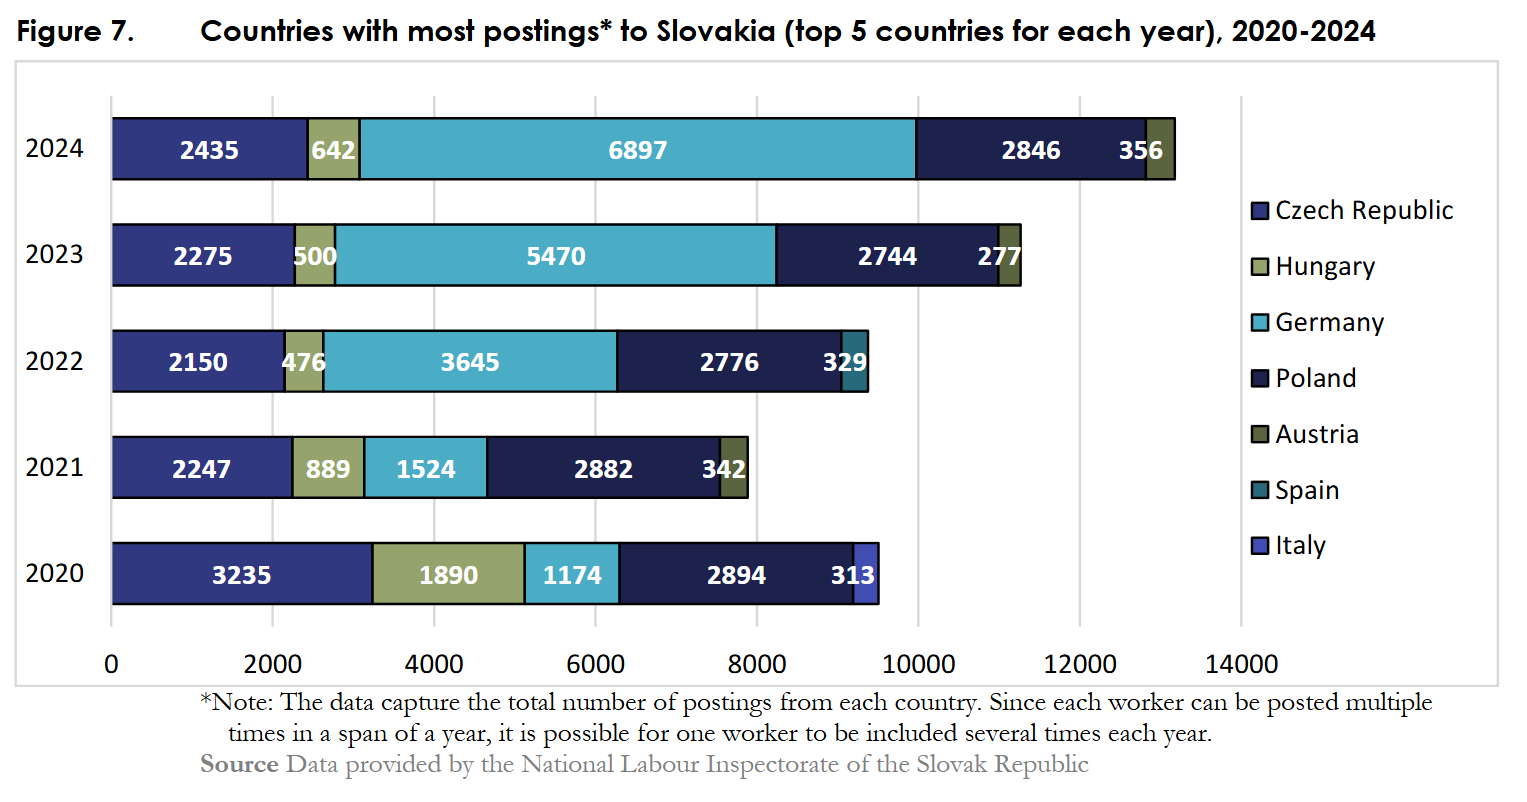 Figure 7. Countries with most postings* to Slovakia (top 5 countries for each year), 2020-2024
2024 2435 642 6897 2846 356
2023 2275 500 5470 2744 277
2022 2150 476 3645 2776 329
2021 2247 889 1524 2882 342
2020 3235 1890 1174 2894 313
0 2000 4000 6000 8000 10000 12000 14000
Czech Republic
Hungary
Germany
Poland
Austria
Spain
Italy
*Note: The data capture the total number of postings from each country. Since each worker can be posted multiple
times in a span of a year, it is possible for one worker to be included several times each year.
Source Data provided by the National Labour Inspectorate of the Slovak Republic